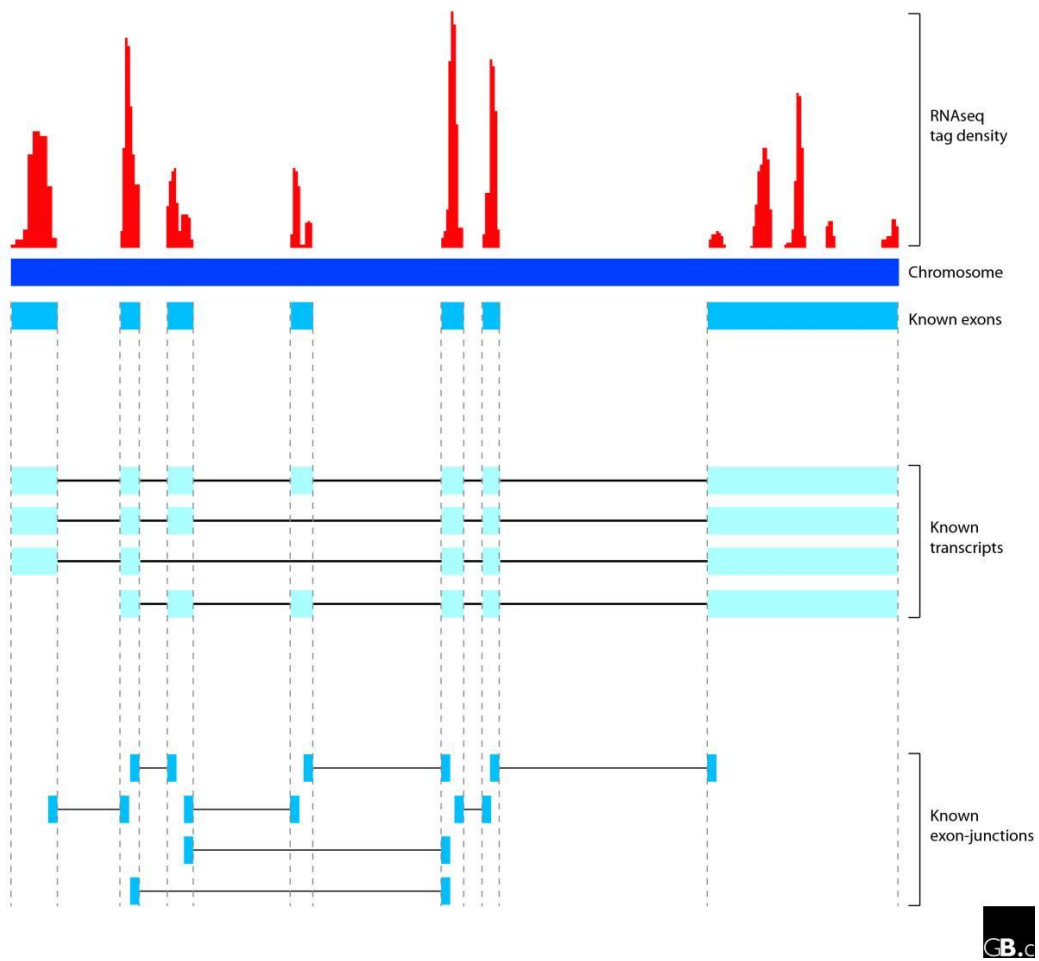 RNAseq
tag density
Chromosome
Known exons
Known
transcripts
Known
exon-junctions
GB.c